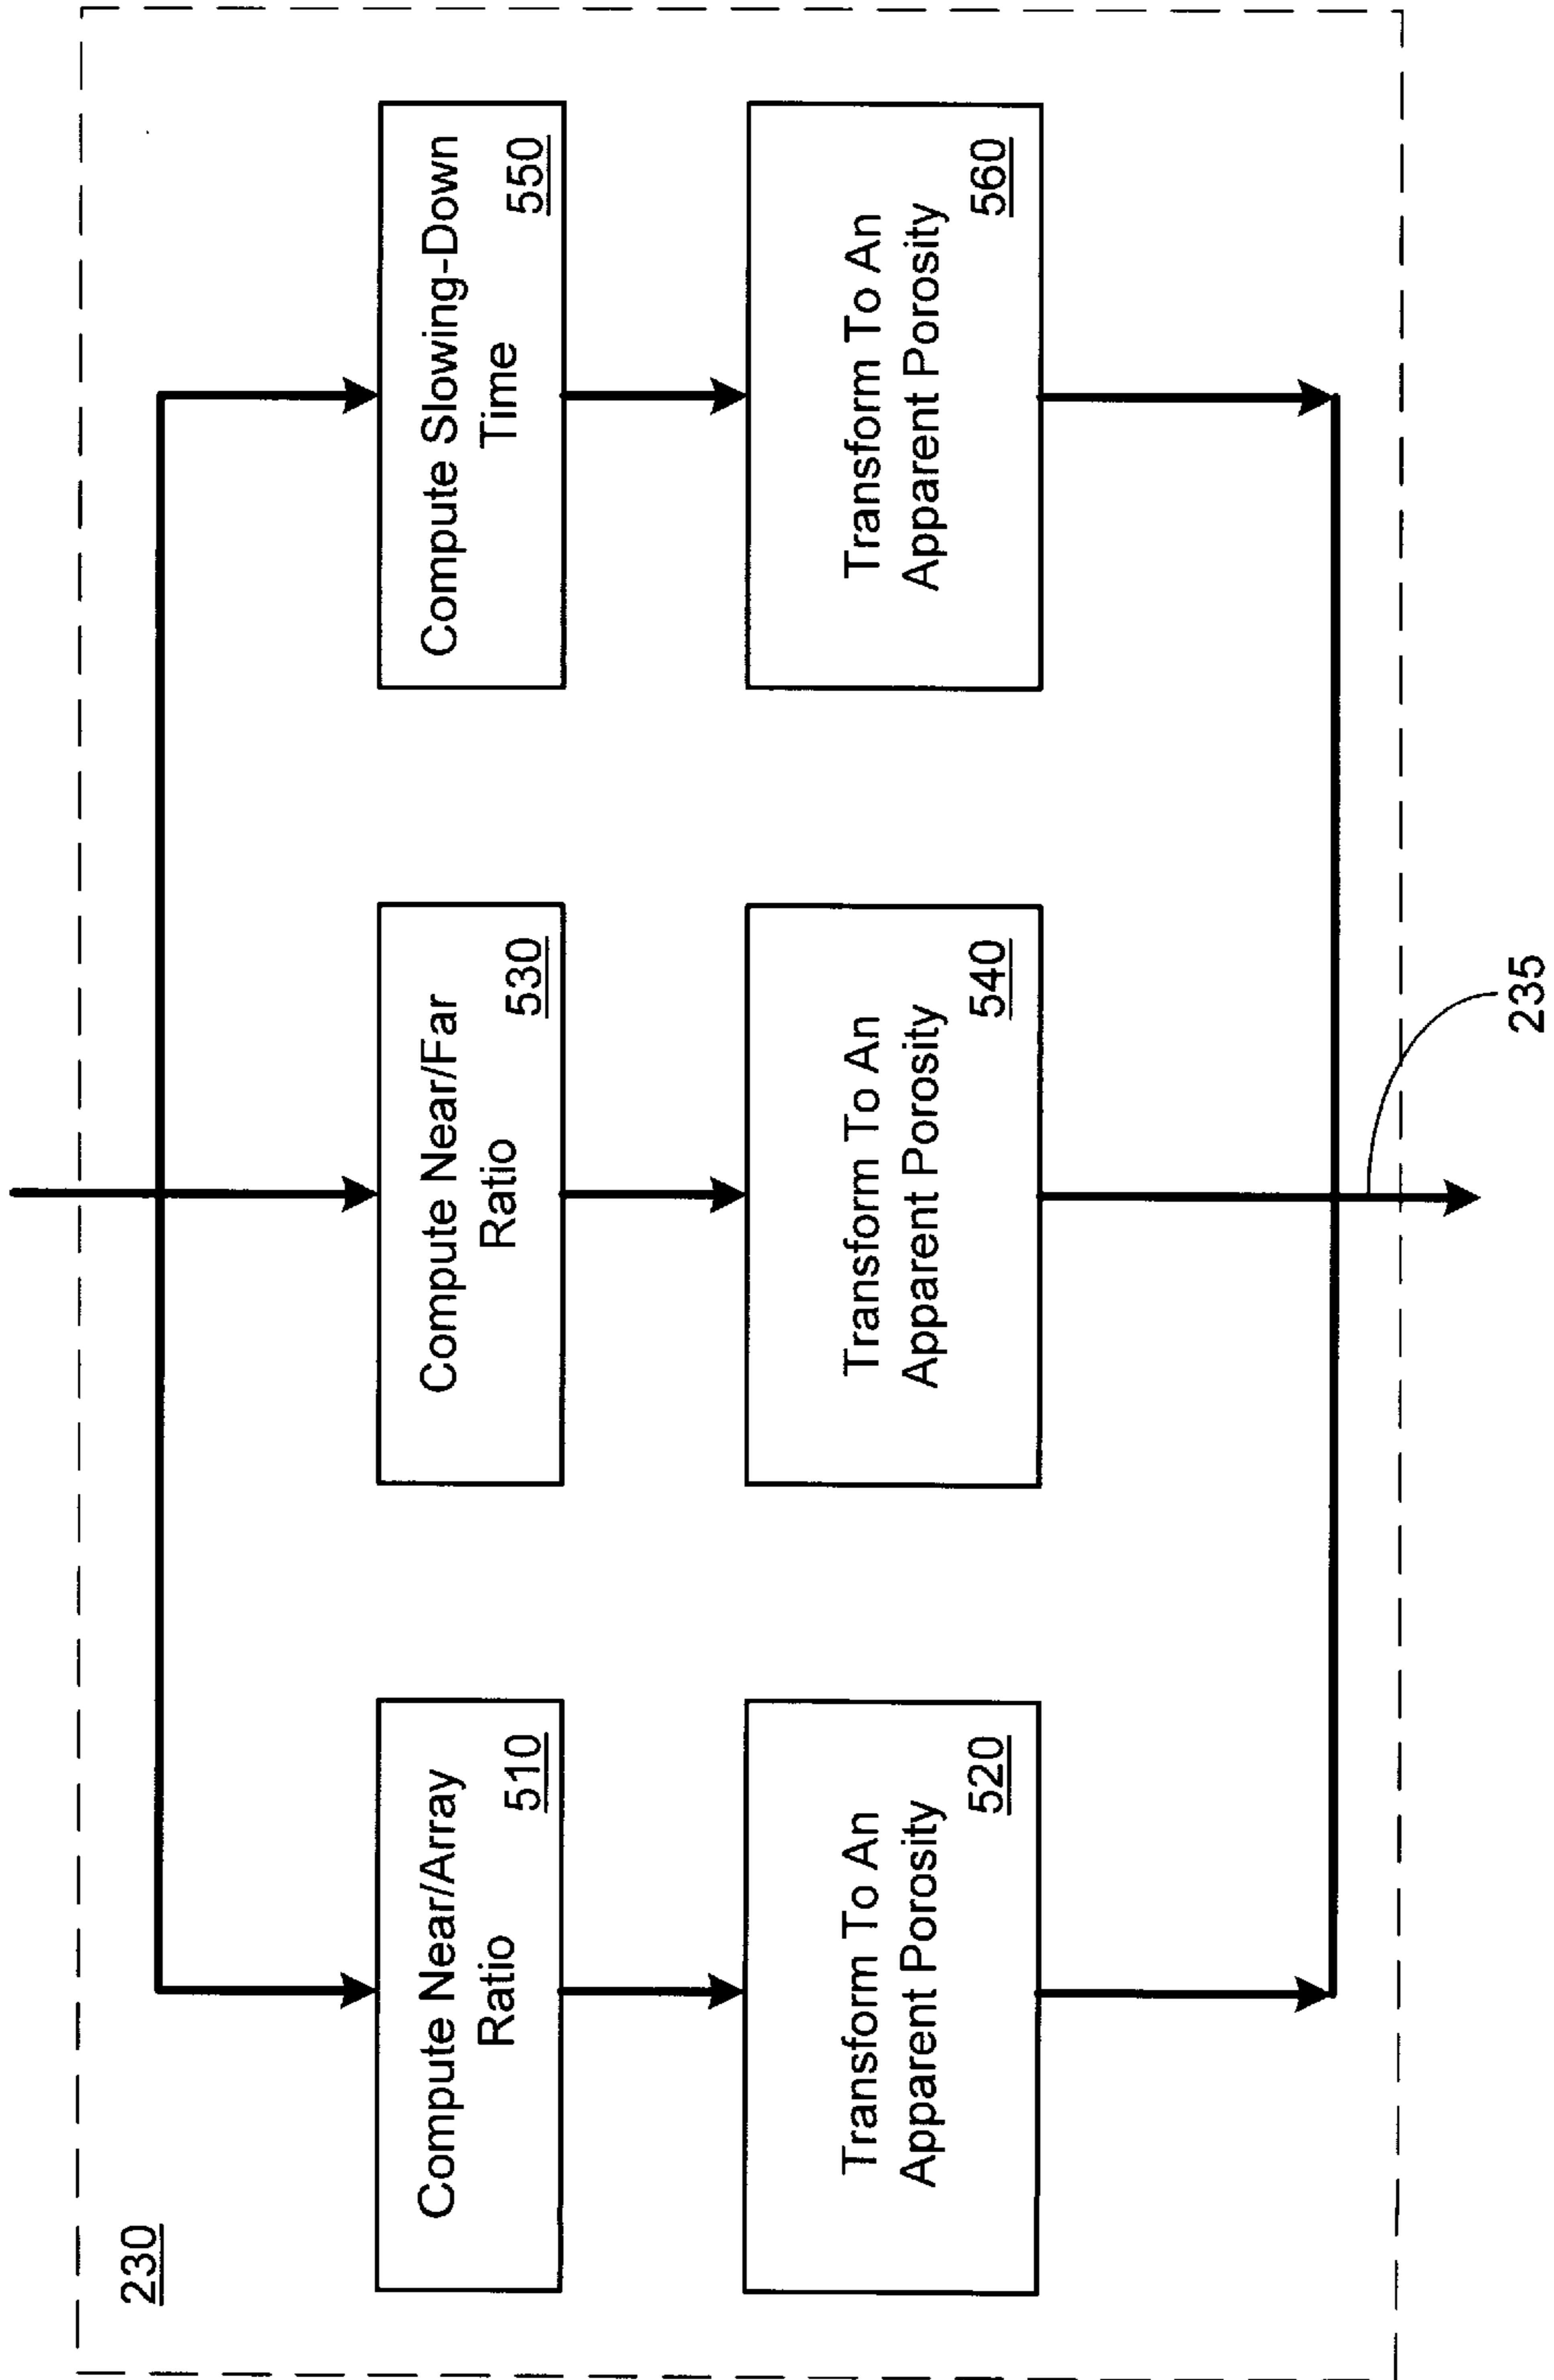 230
Compute Near/Array
Ratio
510
Compute Near/Far
Ratio
530
Compute Slowing-Down
Time
550
Transform To An
Apparent Porosity
520
Transform To An
Apparent Porosity
540
Transform To An
Apparent Porosity
560
235